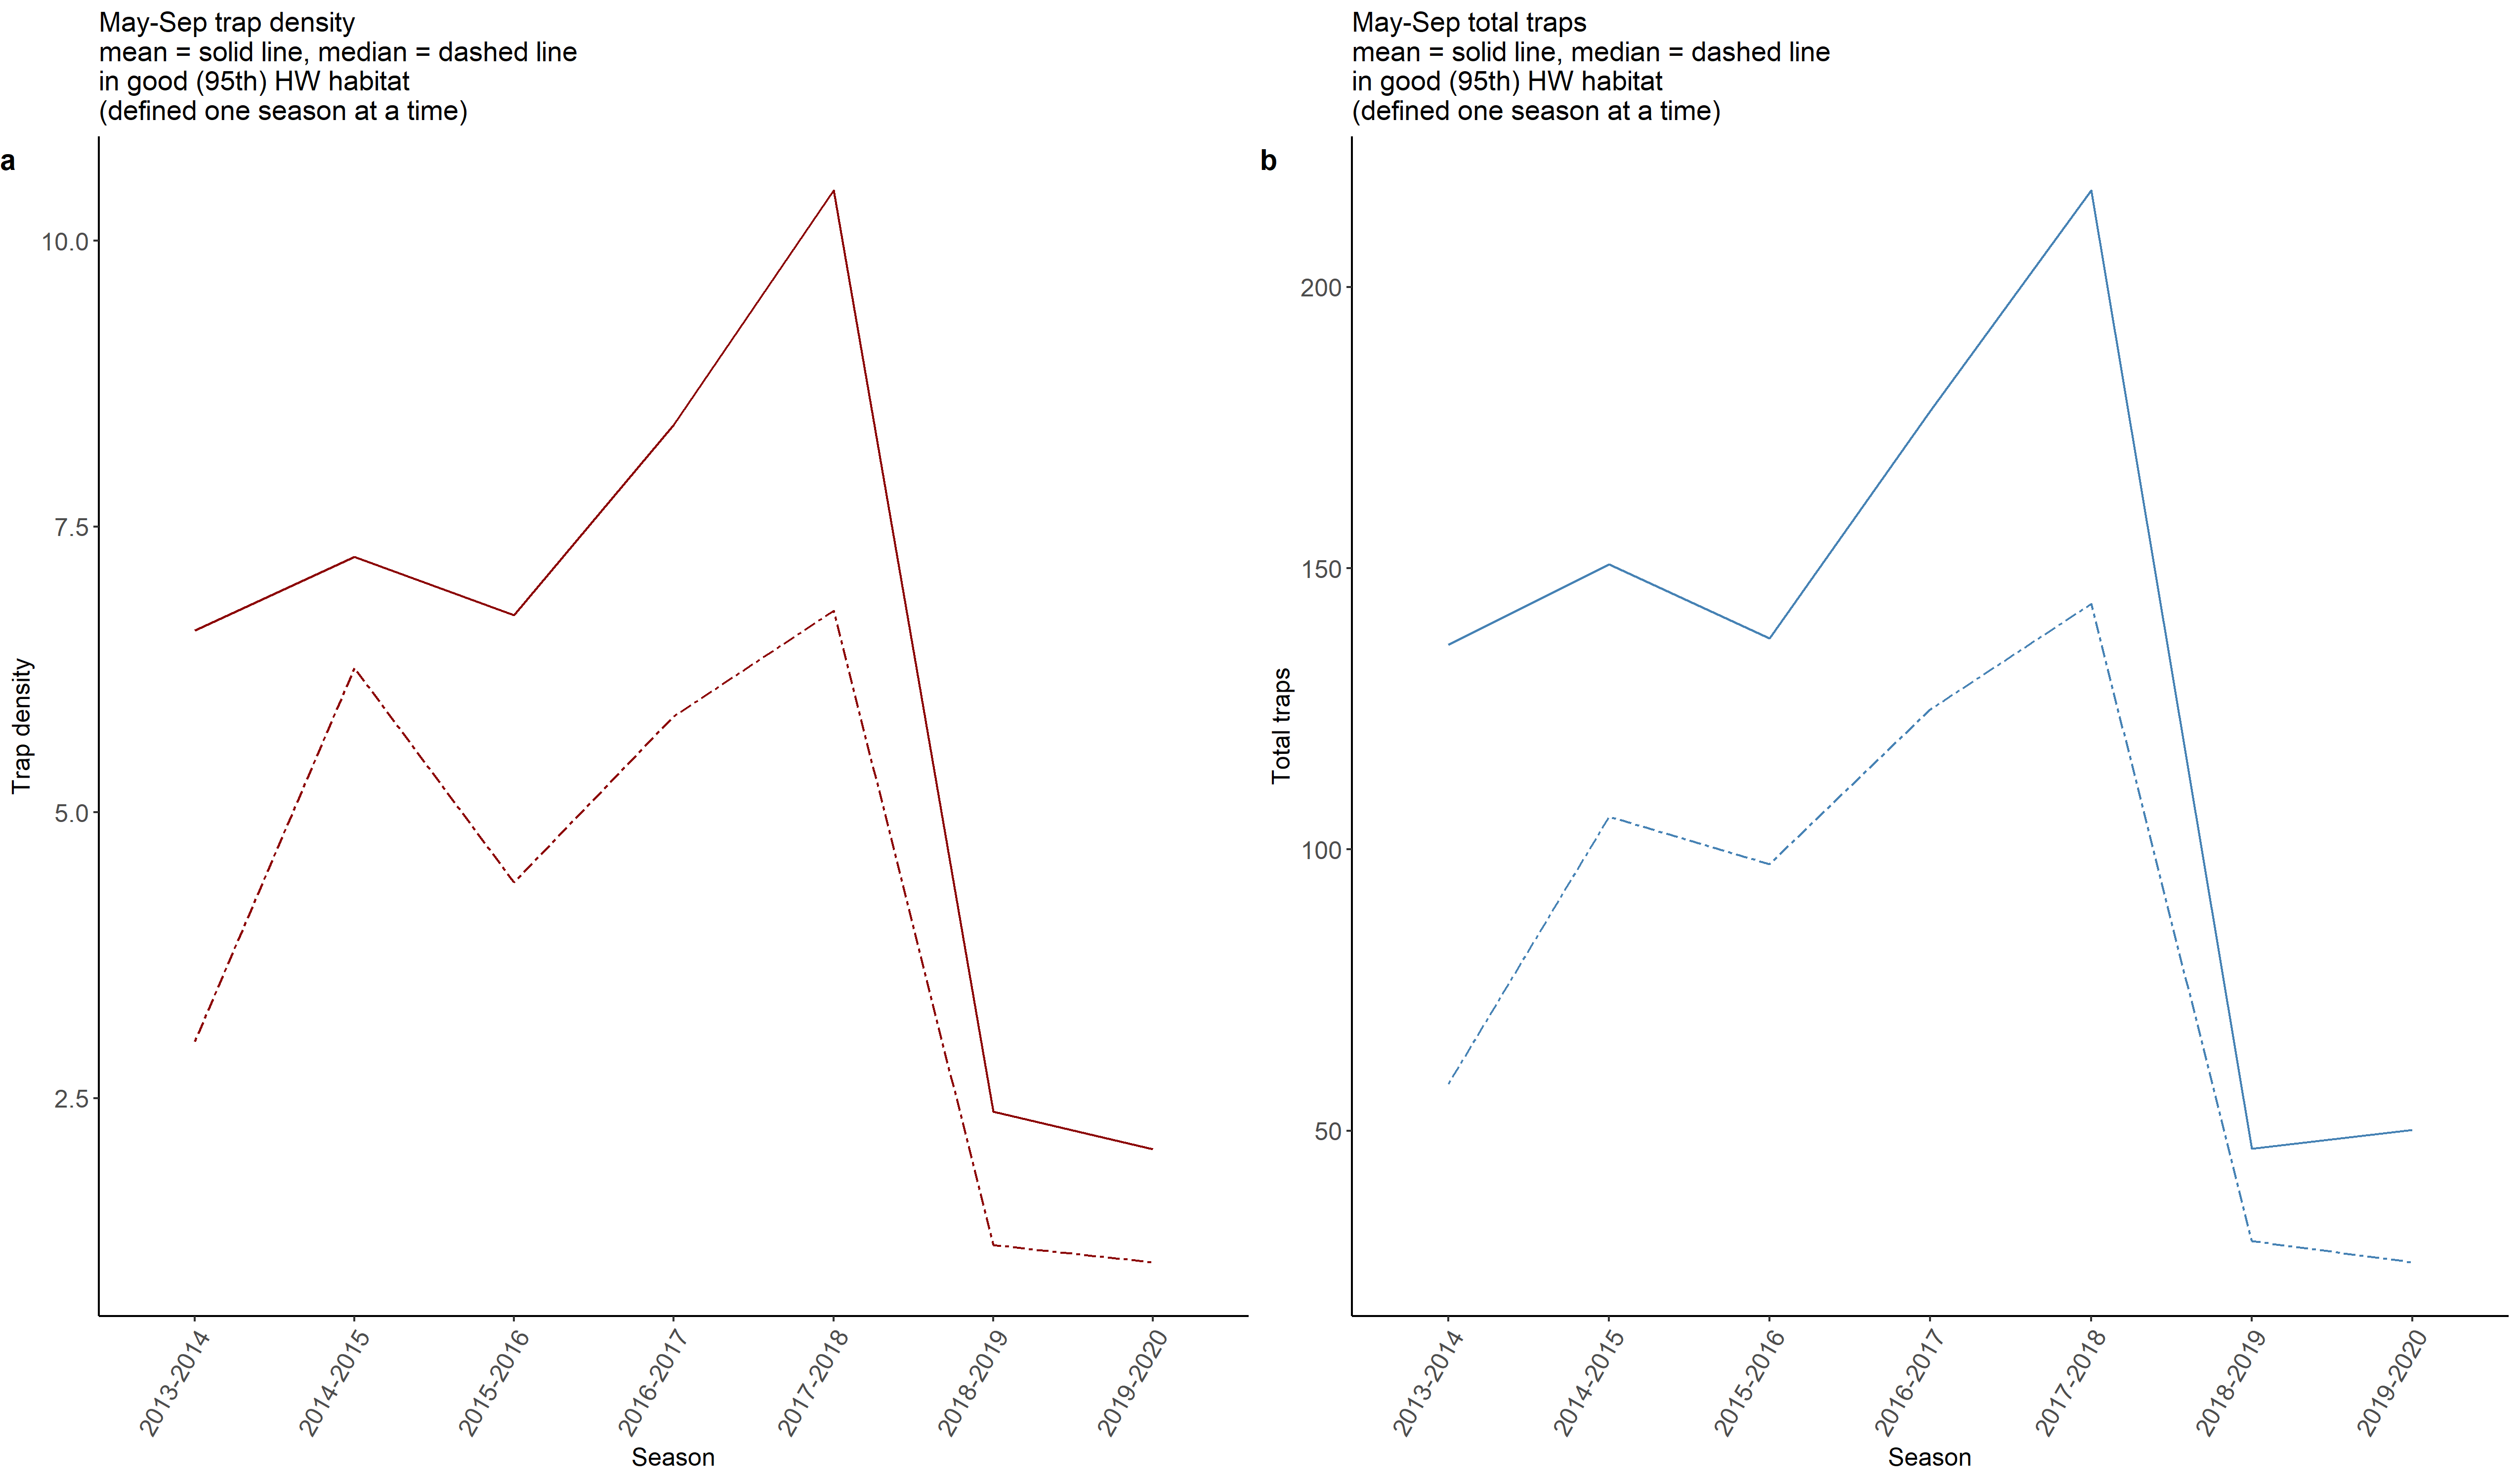 May-Sep trap density
mean = solid line, median = dashed line
in good (95th) HW habitat
(defined one season at a time)
a
10.0
7.5
5.0
2.5
Trap density
2013-2014
2014-2015
2015-2016
2016-2017
2017-2018
2018-2019
2019-2020
Season
May-Sep total traps
mean = solid line, median = dashed line
in good (95th) HW habitat
(defined one season at a time)
b
200
150
100
50
Total traps
2013-2014
2014-2015
2015-2016
2016-2017
2017-2018
2018-2019
2019-2020
Season